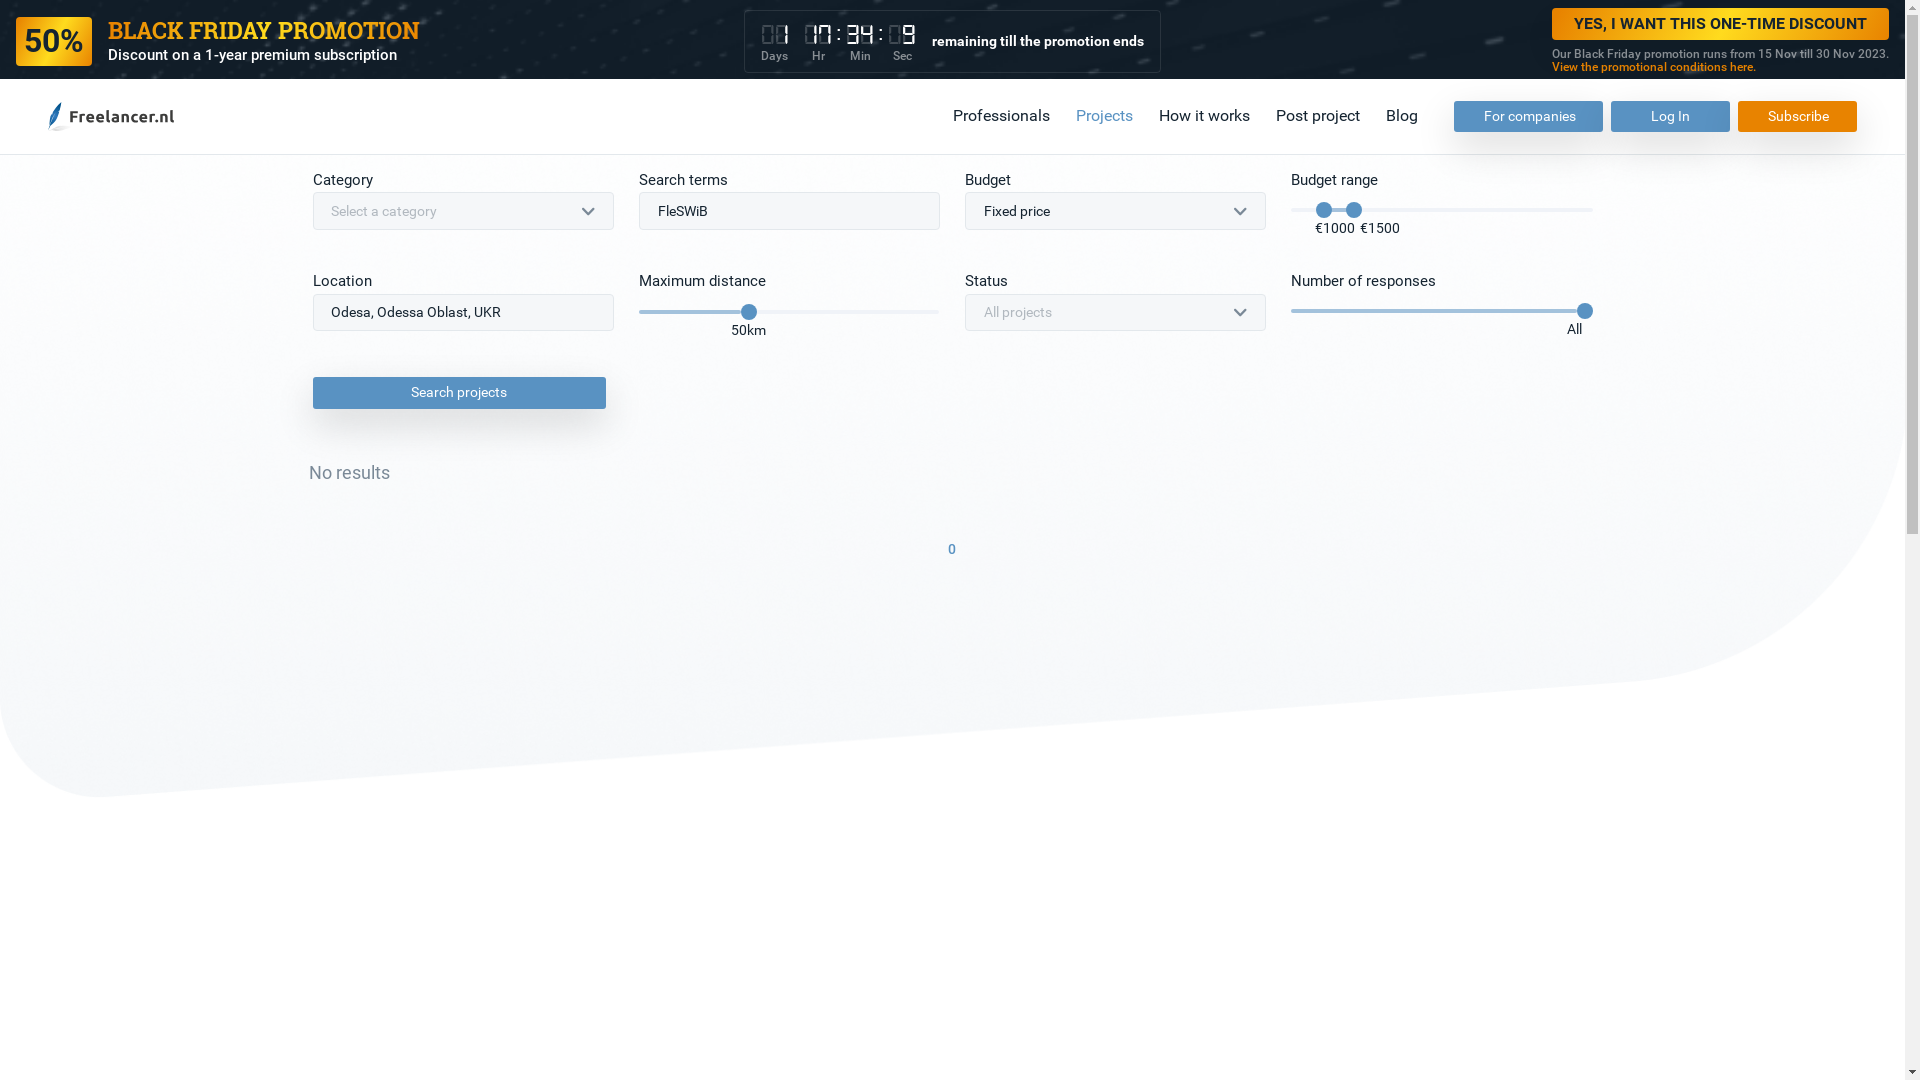 50%
BLACK FRIDAY PROMOTION
Discount on a 1-year premium subscription
1 17 : 34 : 9
Days Hr Min Sec
remaining till the promotion ends
YES, I WANT THIS ONE-TIME DISCOUNT
Our Black Friday promotion runs from 15 Nov till 30 Nov 2023.
View the promotional conditions here.
Freelancer.nl
Professionals
Projects
How it works
Post project
Blog
For companies
Log In
Subscribe
Category
Select a category
Search terms
FleSWiB
Budget
Fixed price
Budget range
€1000 €1500
Location
Odesa, Odessa Oblast, UKR
Maximum distance
50km
Status
All projects
Number of responses
All
Search projects
No results
0